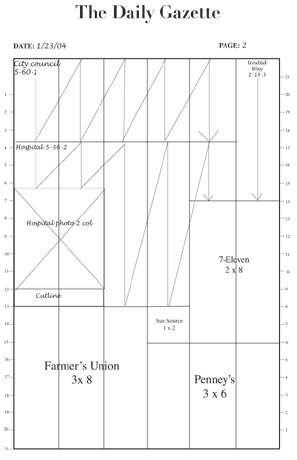 The Daily Gazette
DATE: 1/23/04
PAGE: 2
City council
5-60-1
United
Way
1-14-3
Hospital 5-36-2
Hospital photo 2 col
Cutline
7-Eleven
2 x 8
Sun Source
1 x 2
Farmer's Union
3x 8
Penney's
3 x 6